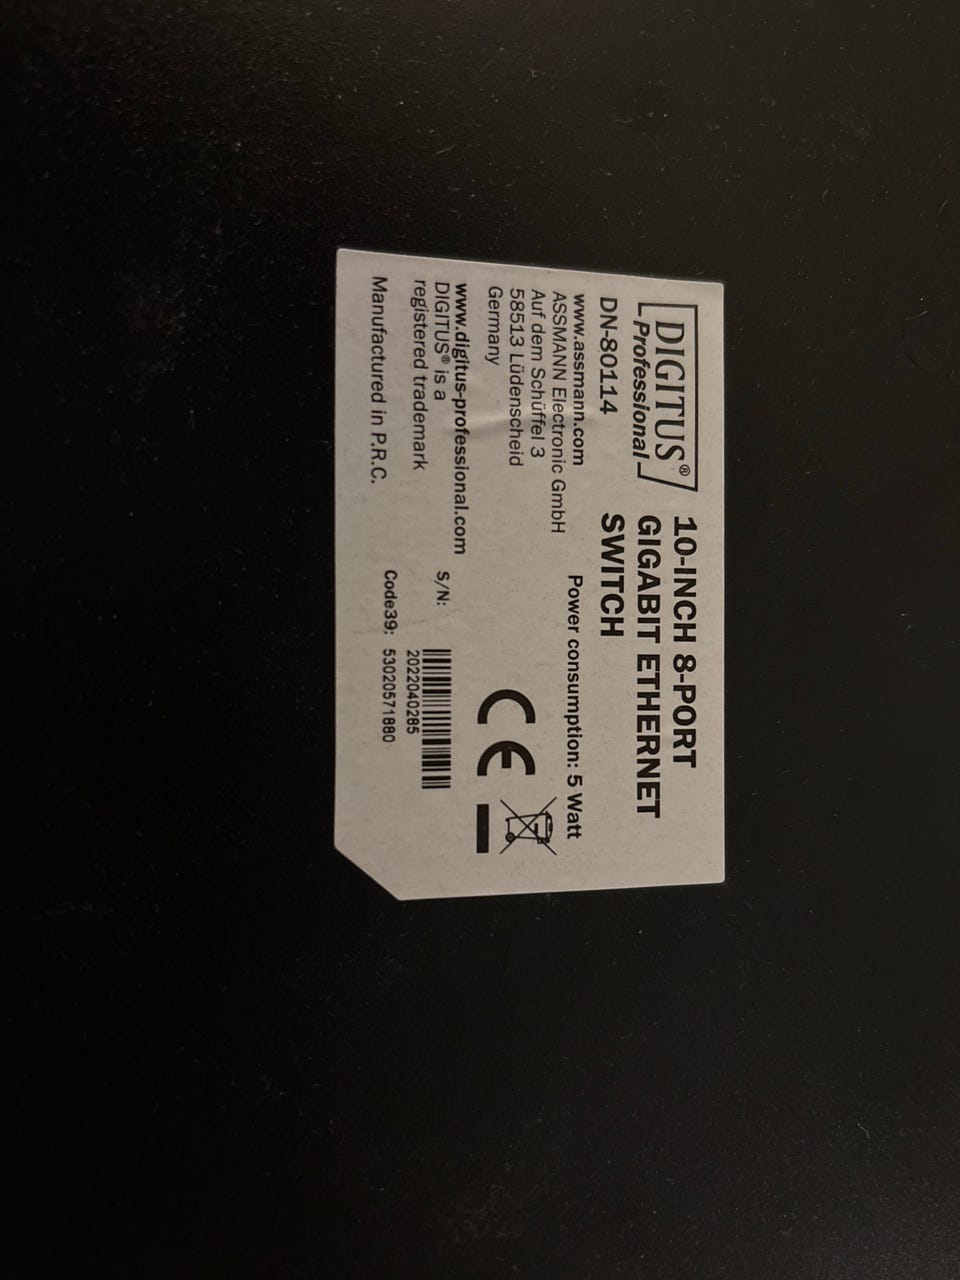 DIGITUS®
Professional
10-INCH 8-PORT
GIGABIT ETHERNET
SWITCH
DN-80114
Power consumption: 5 Watt
www.assmann.com
ASSMANN Electronic GmbH
Auf dem Schüffel 3
58513 Lüdenscheid
Germany
CE
www.digitus-professional.com
DIGITUS® is a
registered trademark
Manufactured in P.R.C.
S/N:
2022040285
Code39: 53020571880